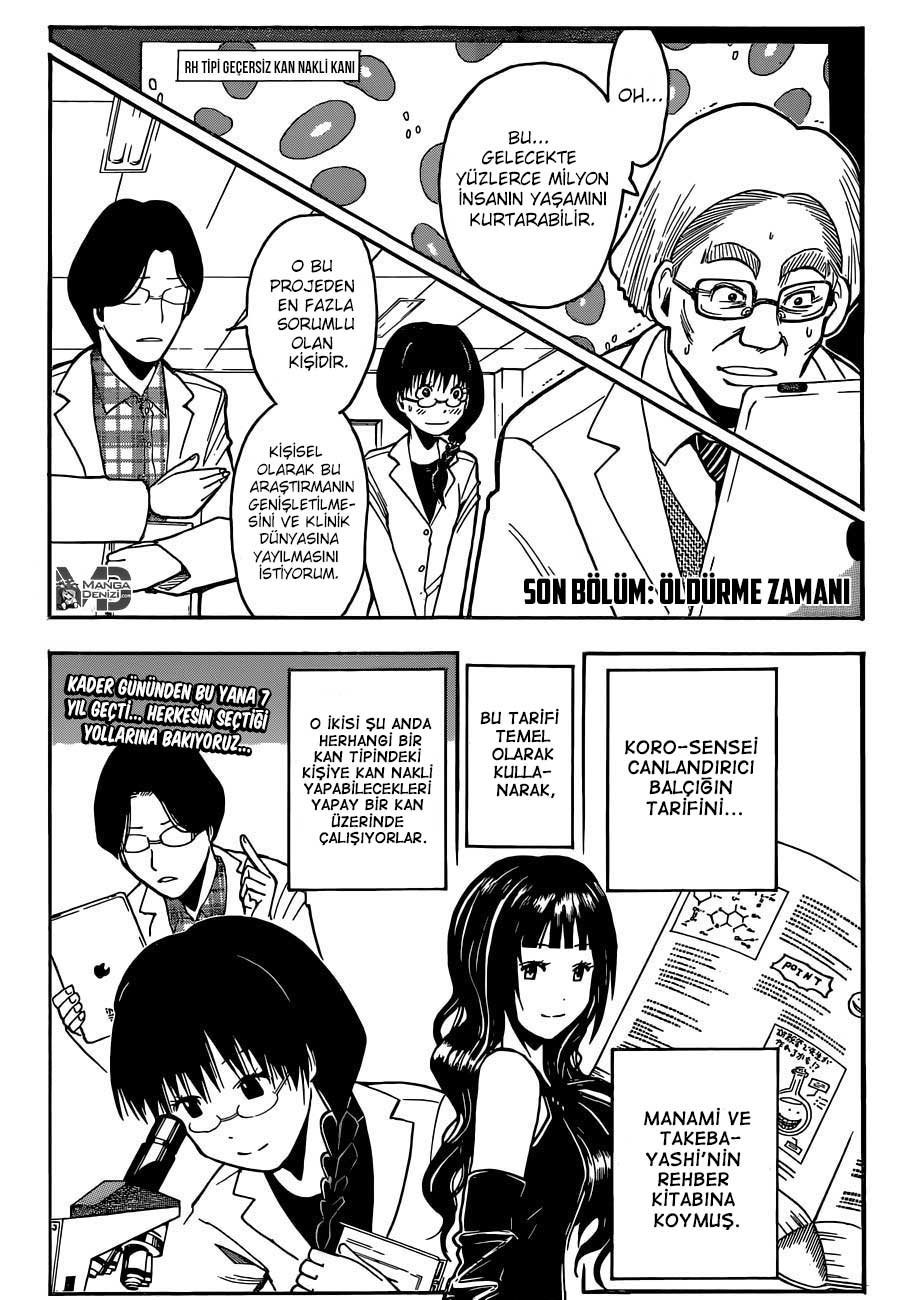 RH TİPİ GEÇERSİZ KAN NAKLİ KANI
OH...
BU...
GELECEKTE
YÜZLERCE MİLYON
İNSANIN YAŞAMINI
KURTARABİLİR.
O BU
PROJEDEN
EN FAZLA
SORUMLU
OLAN
KİŞİDİR.
KİŞİSEL
OLARAK BU
ARAŞTIRMANIN
GENİŞLETİLME-
SİNİ VE KLİNİK
DÜNYASINA
YAYILMASINI
İSTİYORUM.
MANGA
DENİZİ
SON BÖLÜM: ÖLDÜRME ZAMANI
KADER GÜNÜNDEN BU YANA 7
YIL GEÇTİ... HERKESİN SEÇTİĞİ
YOLLARINA BAKIYORUZ...
KORO-SENSEİ
CANLANDIRICI
BALÇIĞIN
TARİFİNİ...
BU TARİFİ
TEMEL
OLARAK
KULLA-
NARAK,
O İKİSİ ŞU ANDA
HERHANGİ BİR
KAN TİPİNDEKİ
KİŞİYE KAN NAKLİ
YAPABİLECEKLERİ
YAPAY BİR KAN
ÜZERİNDE
ÇALIŞIYORLAR.
POINT
MANAMİ VE
TAKEBA-
YASHİ'NİN
REHBER
KİTABINA
KOYMUŞ.